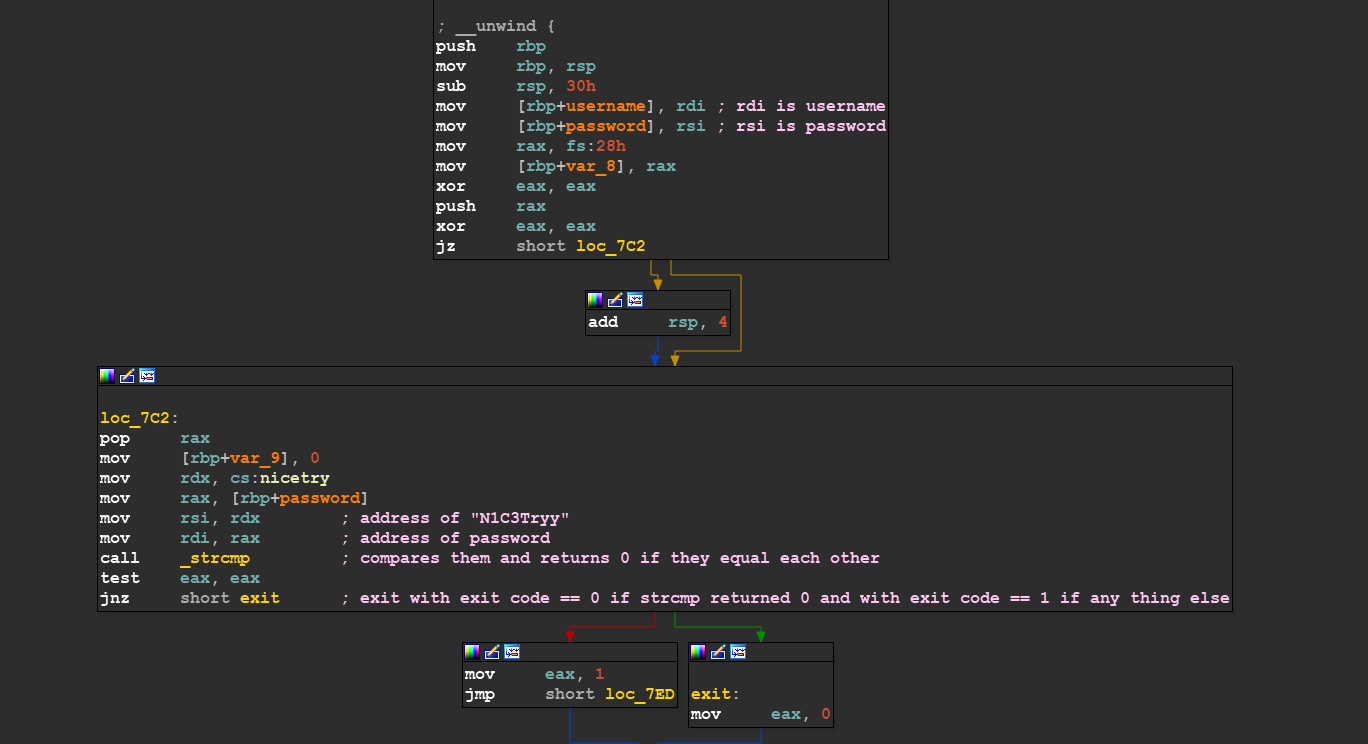 ; __unwind {
push rbp
mov rbp, rsp
sub rsp, 30h
mov [rbp+username], rdi ; rdi is username
mov [rbp+password], rsi ; rsi is password
mov rax, fs:28h
mov [rbp+var_8], rax
xor eax, eax
push rax
xor eax, eax
jz short loc_7C2
add rsp, 4
loc_7C2:
pop rax
mov [rbp+var_9], 0
mov rdx, cs:nicetry
mov rax, [rbp+password]
mov rsi, rdx ; address of "N1C3Tryy"
mov rdi, rax ; address of password
call _strcmp ; compares them and returns 0 if they equal each other
test eax, eax
jnz short exit ; exit with exit code == 0 if strcmp returned 0 and with exit code == 1 if any thing else
mov eax, 1
jmp short loc_7ED
exit:
mov eax, 0